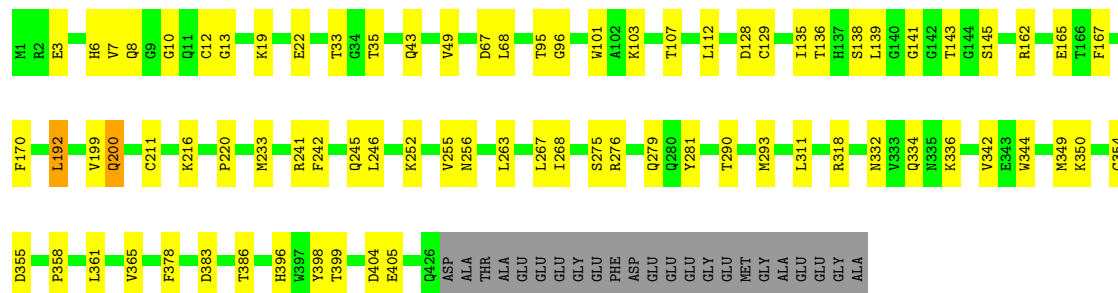 M1 R2 E3 H6 V7 Q8 G9 G10 Q11 C12 G13 K19 E22 T33 G34 T35 Q43 V49 D67 L68 T95 G96 W101 A102 K103 T107 L112 D128 C129 I135 T136 H137 S138 L139 G140 G141 G142 T143 G144 S145 R162 E165 T166 F167
F170 L192 V199 Q200 C211 K216 P220 M233 R241 F242 Q245 L246 K252 V255 N256 L263 L267 I268 S275 R276 Q279 Q280 Y281 T290 M293 L311 R318 N332 V333 Q334 N335 K336 V342 E343 W344 M349 K350
D355 P358 L361 V365 F378 D383 T386 H396 W397 Y398 T399 D404 E405 Q426 ASP ALA THR ALA GLU GLU GLU GLY GLU PHE ASP GLU GLU GLU GLY GLU MET GLY ALA GLU GLU GLY ALA